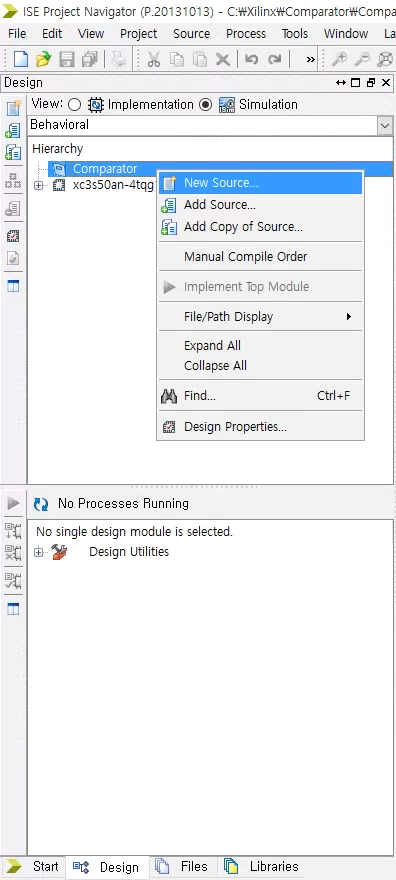 ISE Project Navigator (P.20131013) - C:₩Xilinx₩Comparator₩Compa
File Edit View Project Source Process Tools Window La
»
Design
View: Implementation Simulation
Behavioral
Hierarchy
Comparator
xc3s50an-4tqg
New Source...
Add Source...
Add Copy of Source...
Manual Compile Order
Implement Top Module
File/Path Display
Expand All
Collapse All
Find... Ctrl+F
Design Properties...
No Processes Running
No single design module is selected.
Design Utilities
Start Design Files Libraries